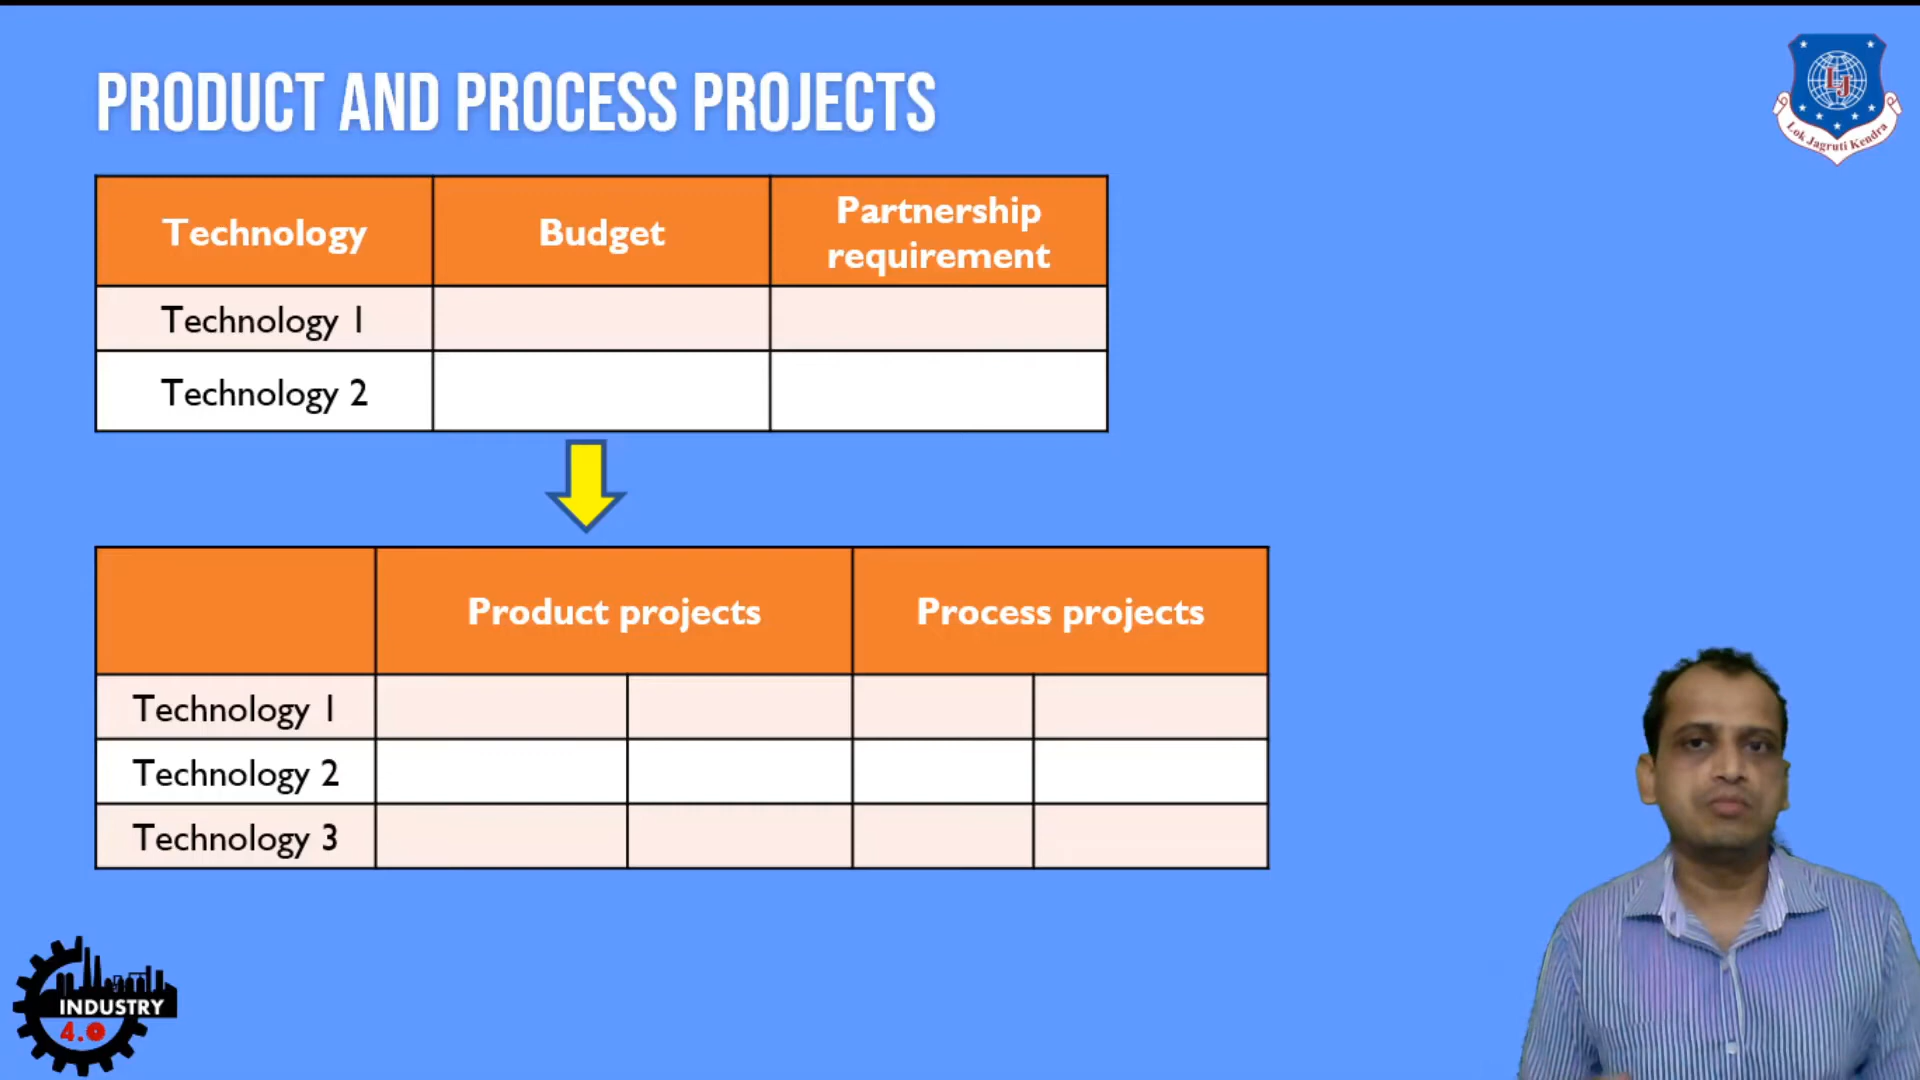 PRODUCT AND PROCESS PROJECTS
LJ
Lok Jagruti Kendra
Technology Budget Partnership requirement
Technology 1
Technology 2
Product projects Process projects
Technology 1
Technology 2
Technology 3
INDUSTRY
4.0